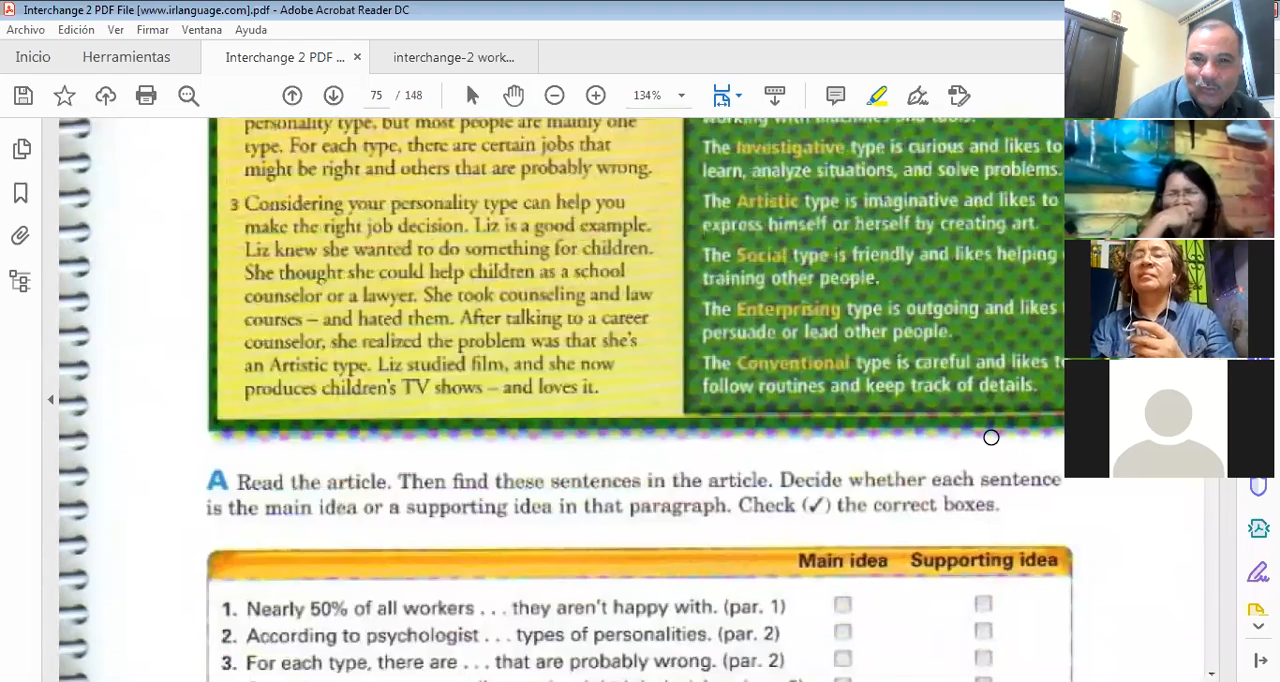 Interchange 2 PDF File [www.irlanguage.com].pdf - Adobe Acrobat Reader DC
Archivo Edición Ver Firmar Ventana Ayuda
Inicio Herramientas Interchange 2 PDF ... × interchange-2 work...
75 / 148 134%
personality type, but most people are mainly one
type. For each type, there are certain jobs that
might be right and others that are probably wrong.
3 Considering your personality type can help you
make the right job decision. Liz is a good example.
Liz knew she wanted to do something for children.
She thought she could help children as a school
counselor or a lawyer. She took counseling and law
courses – and hated them. After talking to a career
counselor, she realized the problem was that she's
an Artistic type. Liz studied film, and she now
produces children's TV shows – and loves it.
working with machines and tools.
The Investigative type is curious and likes to
learn, analyze situations, and solve problems.
The Artistic type is imaginative and likes to
express himself or herself by creating art.
The Social type is friendly and likes helping
training other people.
The Enterprising type is outgoing and likes
persuade or lead other people.
The Conventional type is careful and likes
follow routines and keep track of details.
A Read the article. Then find these sentences in the article. Decide whether each sentence
is the main idea or a supporting idea in that paragraph. Check (✓) the correct boxes.
Main idea Supporting idea
1. Nearly 50% of all workers . . . they aren't happy with. (par. 1)
2. According to psychologist . . . types of personalities. (par. 2)
3. For each type, there are . . . that are probably wrong. (par. 2)